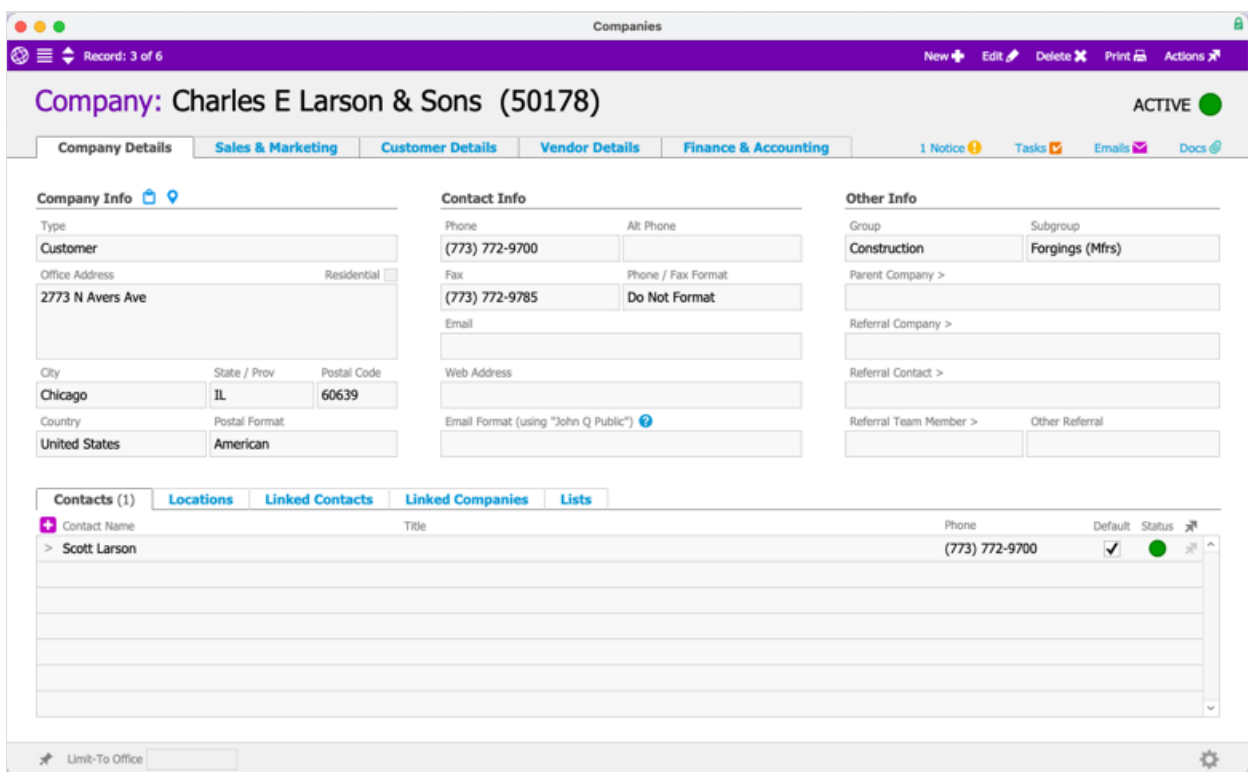 Companies
Record: 3 of 6 New Edit Delete Print Actions
Company: Charles E Larson & Sons (50178) ACTIVE
Company Details Sales & Marketing Customer Details Vendor Details Finance & Accounting 1 Notice Tasks Emails Docs
Company Info Contact Info Other Info
Type Phone Alt Phone Group Subgroup
Customer (773) 772-9700 Construction Forgings (Mfrs)
Office Address Residential Fax Phone / Fax Format Parent Company >
2773 N Avers Ave (773) 772-9785 Do Not Format
Email Referral Company >
City State / Prov Postal Code Web Address Referral Contact >
Chicago IL 60639
Country Postal Format Email Format (using "John Q Public") ? Referral Team Member > Other Referral
United States American
Contacts (1) Locations Linked Contacts Linked Companies Lists
Contact Name Title Phone Default Status
> Scott Larson (773) 772-9700
Limit-To Office